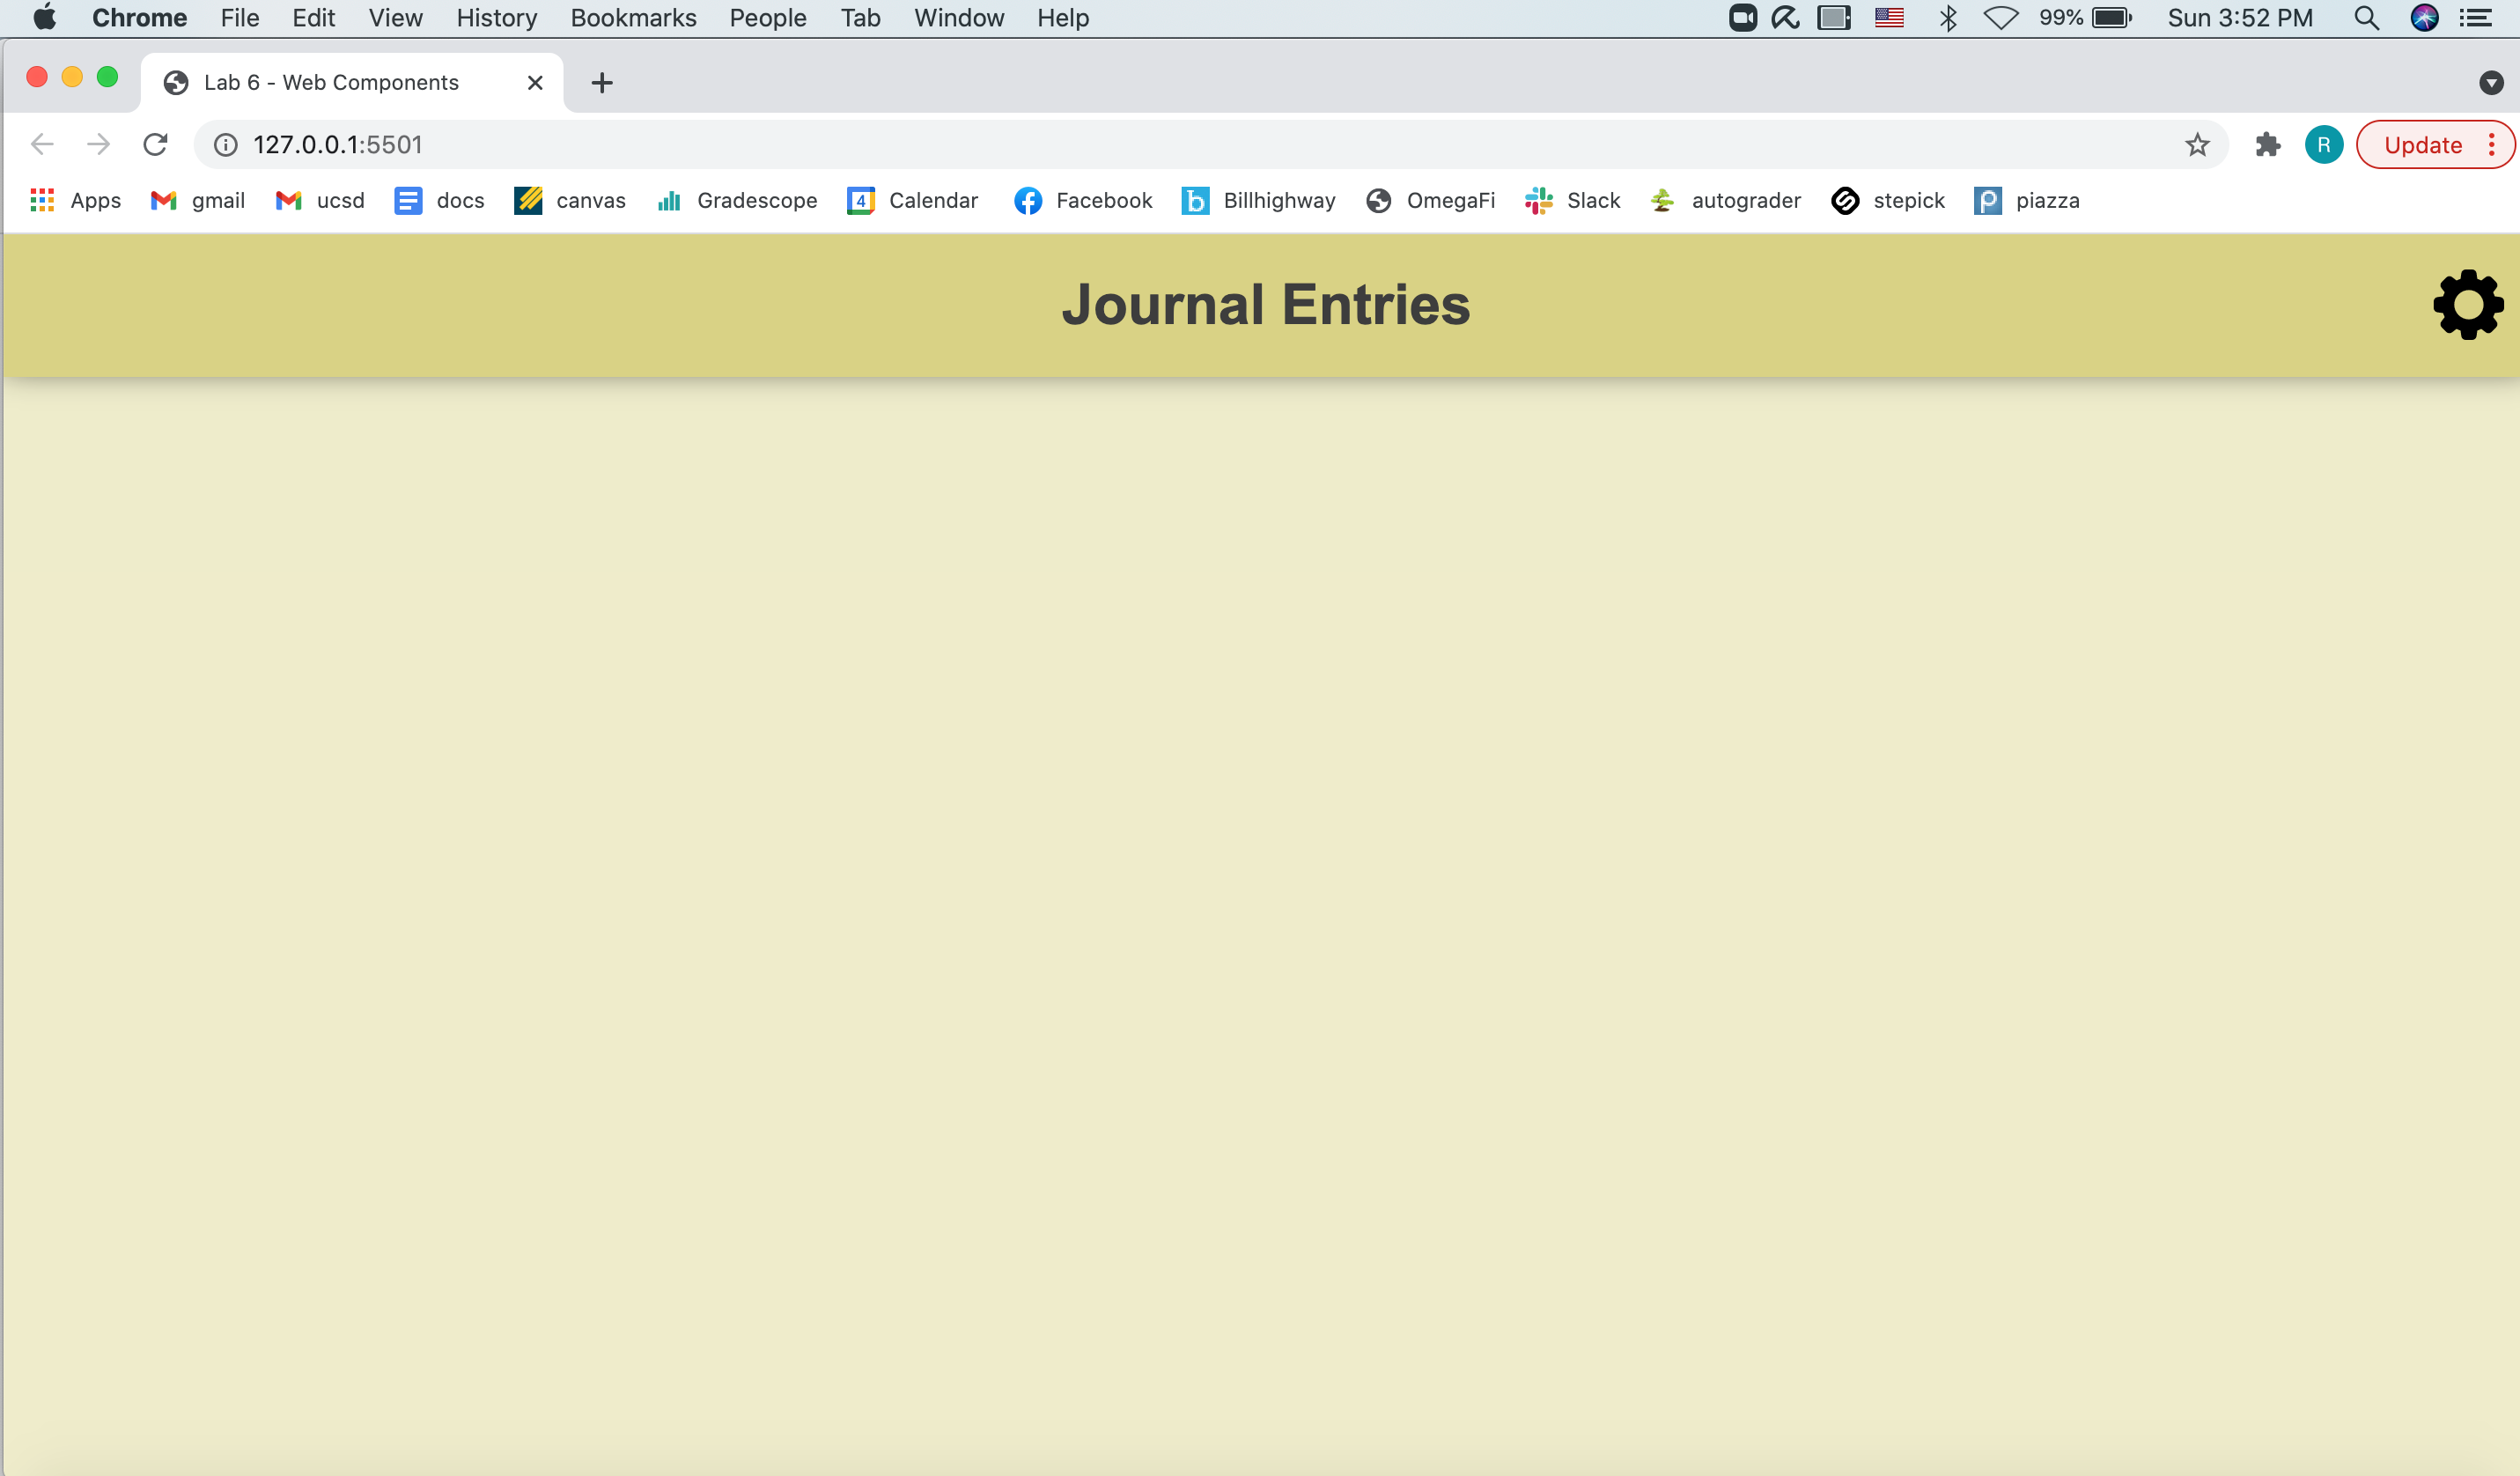 Chrome File Edit View History Bookmarks People Tab Window Help 99% Sun 3:52 PM
Lab 6 - Web Components
127.0.0.1:5501 R Update
Apps gmail ucsd docs canvas Gradescope 4 Calendar Facebook Billhighway OmegaFi Slack autograder stepick piazza
Journal Entries